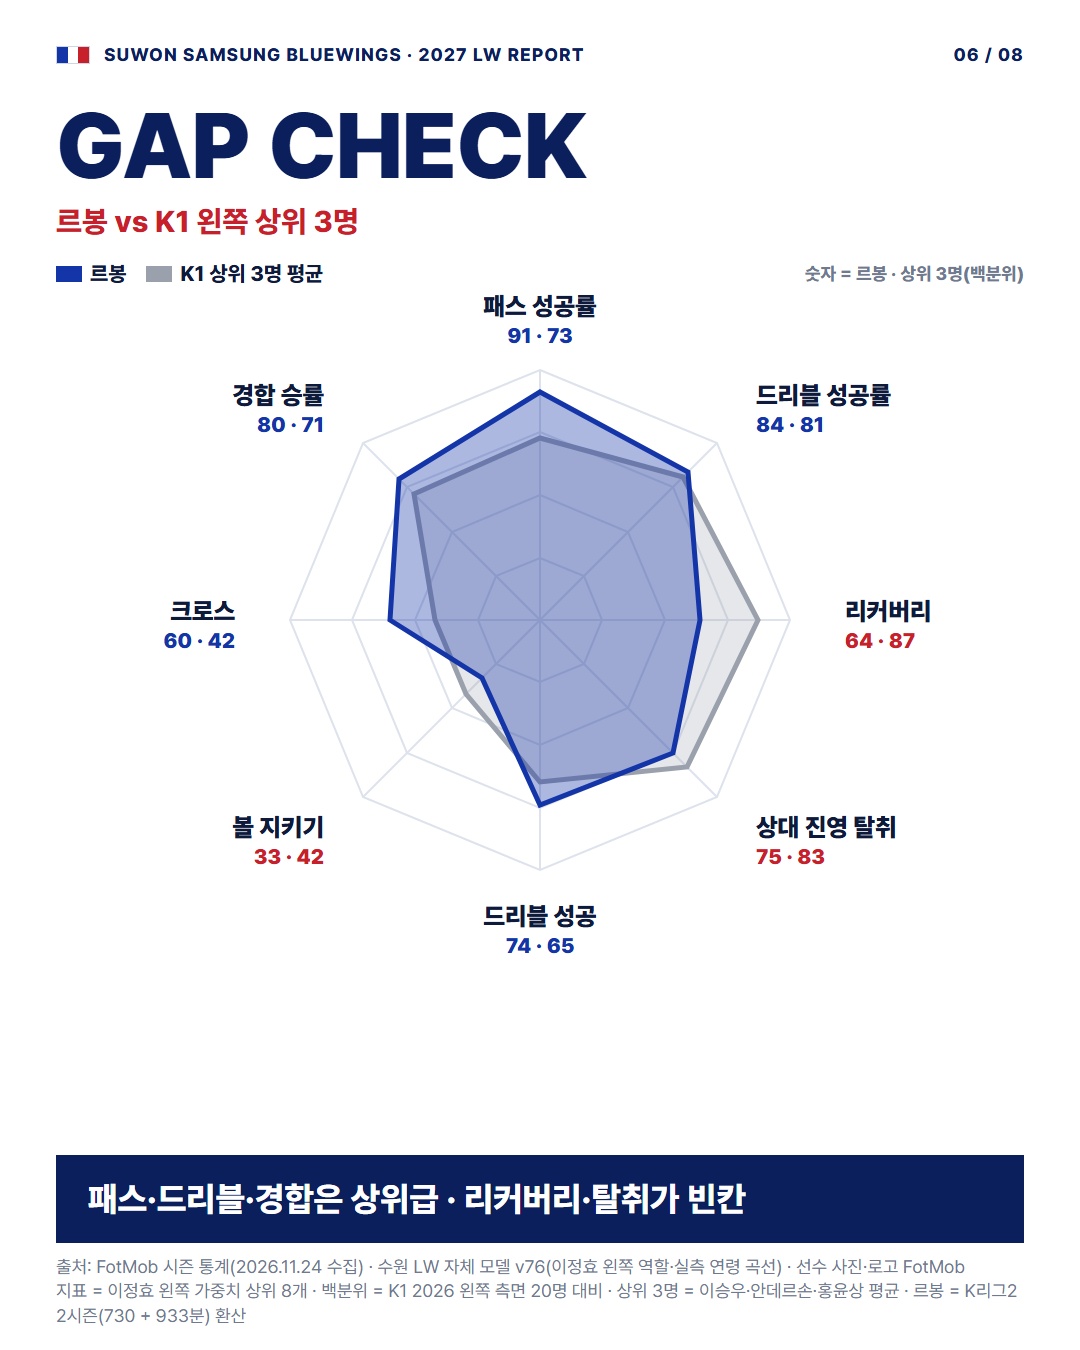 SUWON SAMSUNG BLUEWINGS · 2027 LW REPORT
06 / 08
GAP CHECK
르봉 vs K1 왼쪽 상위 3명
르봉
K1 상위 3명 평균
숫자 = 르봉 · 상위 3명(백분위)
패스 성공률
91 · 73
경합 승률
80 · 71
드리블 성공률
84 · 81
크로스
60 · 42
리커버리
64 · 87
볼 지키기
33 · 42
상대 진영 탈취
75 · 83
드리블 성공
74 · 65
패스·드리블·경합은 상위급 · 리커버리·탈취가 빈칸
출처: FotMob 시즌 통계(2026.11.24 수집) · 수원 LW 자체 모델 v76(이정효 왼쪽 역할·실측 연령 곡선) · 선수 사진·로고 FotMob
지표 = 이정효 왼쪽 가중치 상위 8개 · 백분위 = K1 2026 왼쪽 측면 20명 대비 · 상위 3명 = 이승우·안데르손·홍윤상 평균 · 르봉 = K리그2
2시즌(730 + 933분) 환산